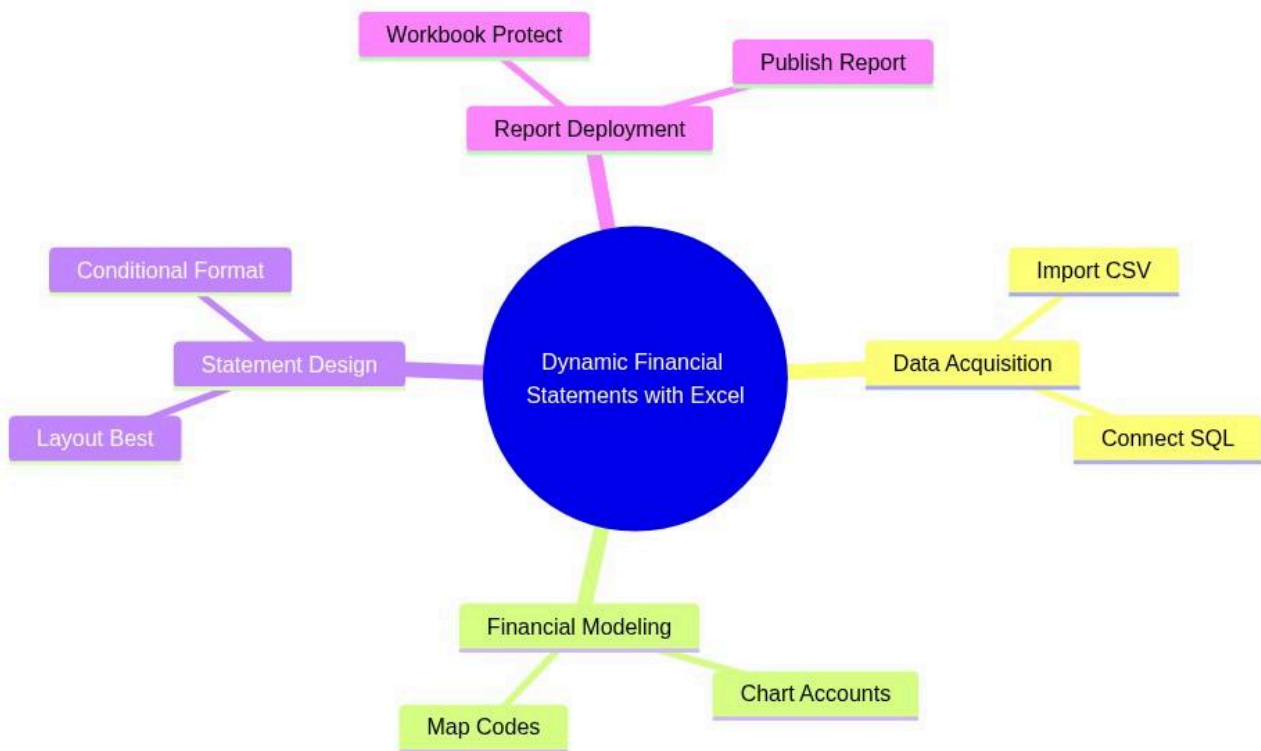 Workbook Protect
Publish Report
Report Deployment
Conditional Format
Import CSV
Statement Design
Dynamic Financial
Statements with Excel
Data Acquisition
Layout Best
Connect SQL
Financial Modeling
Chart Accounts
Map Codes